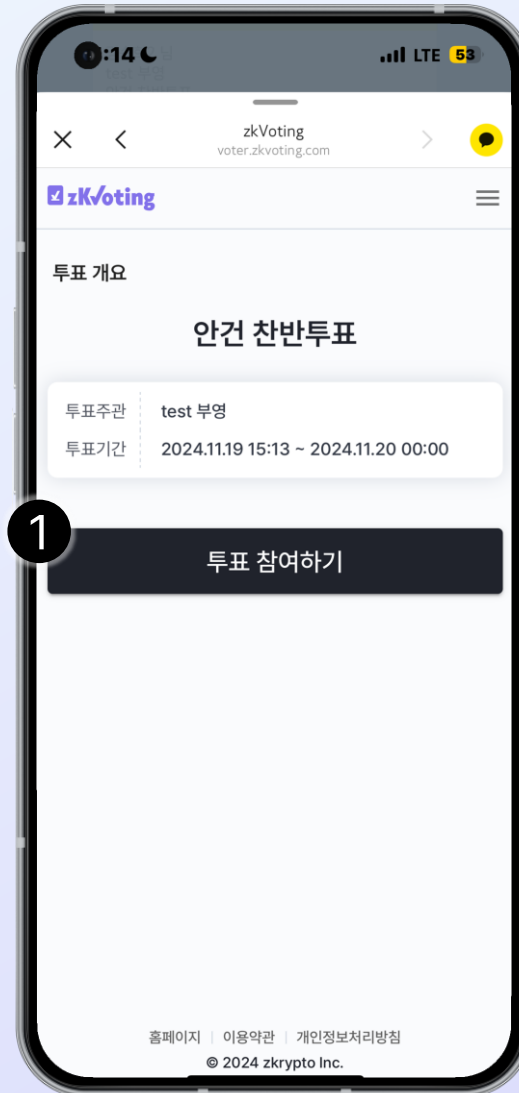 :14
LTE 53
zkVoting
voter.zkvoting.com
zKVoting
투표 개요
안건 찬반투표
투표주관 test 부영
투표기간 2024.11.19 15:13 ~ 2024.11.20 00:00
1
투표 참여하기
홈페이지 | 이용약관 | 개인정보처리방침
© 2024 zkrypto Inc.